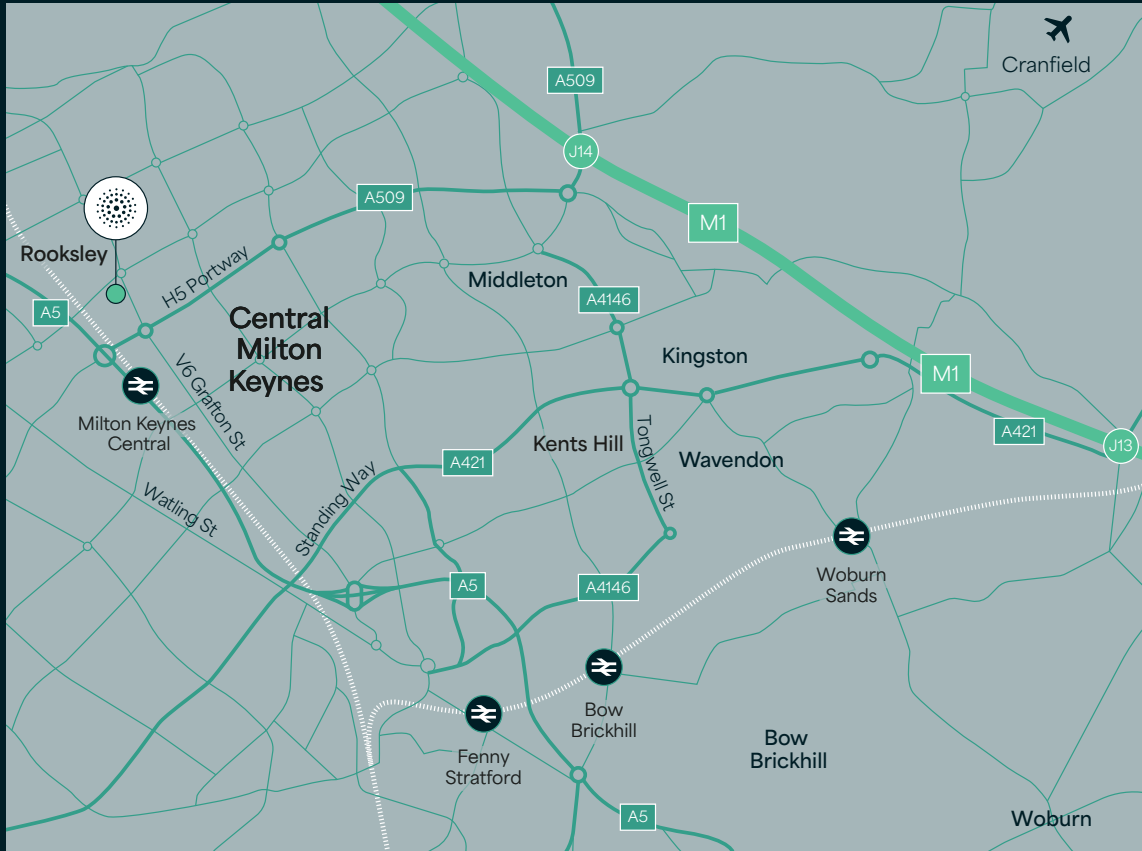 Cranfield
A509
J14
A509
M1
Rooksley
H5 Portway
Middleton
A4146
A5
Central
Milton
Keynes
Kingston
V6 Grafton St
M1
Milton Keynes
Central
A421
Tongwell St
Kents Hill
J13
Wavendon
A421
Standing Way
Watling St
Woburn
Sands
A5
A4146
Bow
Brickhill
Fenny
Stratford
Bow
Brickhill
A5
Woburn